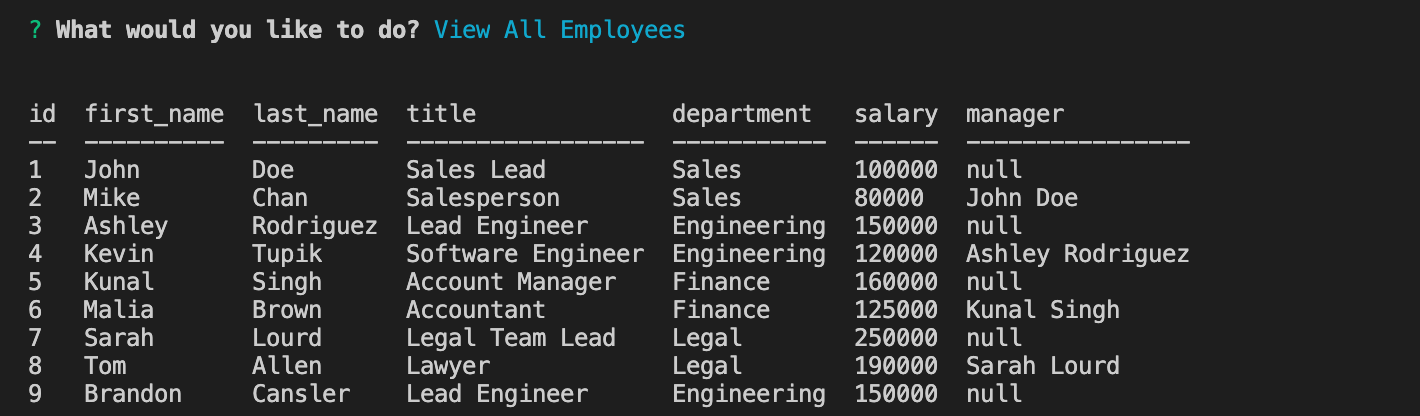 ? What would you like to do? View All Employees
id  first_name  last_name  title              department   salary  manager
--  ----------  ---------  -----------------  -----------  ------  ----------------
1   John        Doe        Sales Lead         Sales        100000  null
2   Mike        Chan       Salesperson        Sales        80000   John Doe
3   Ashley      Rodriguez  Lead Engineer      Engineering  150000  null
4   Kevin       Tupik      Software Engineer  Engineering  120000  Ashley Rodriguez
5   Kunal       Singh      Account Manager    Finance      160000  null
6   Malia       Brown      Accountant         Finance      125000  Kunal Singh
7   Sarah       Lourd      Legal Team Lead    Legal        250000  null
8   Tom         Allen      Lawyer             Legal        190000  Sarah Lourd
9   Brandon     Cansler    Lead Engineer      Engineering  150000  null